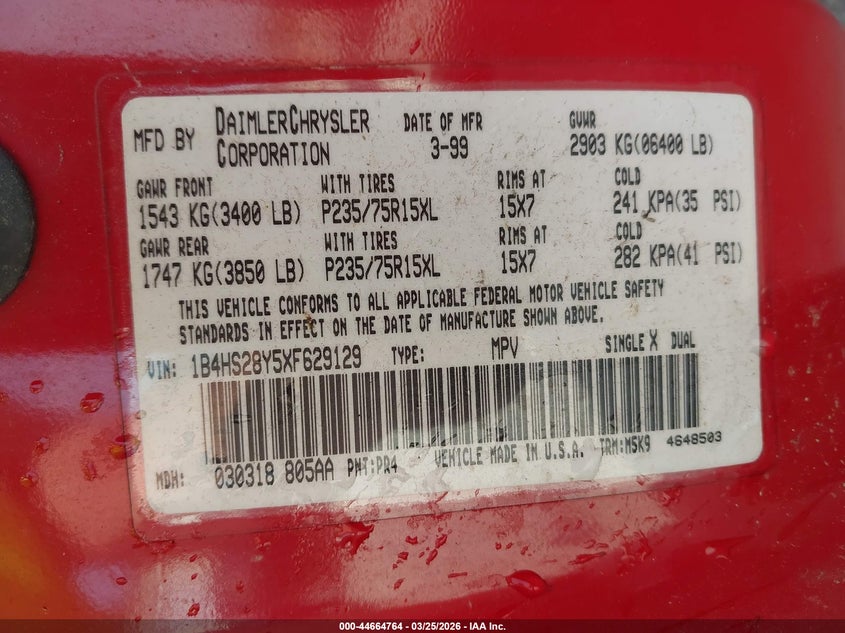 MFD BY DAIMLERCHRYSLER CORPORATION DATE OF MFR 3-99 GVWR 2903 KG(06400 LB)
GAWR FRONT WITH TIRES RIMS AT COLD
1543 KG(3400 LB) P235/75R15XL 15X7 241 KPA(35 PSI)
GAWR REAR WITH TIRES RIMS AT COLD
1747 KG(3850 LB) P235/75R15XL 15X7 282 KPA(41 PSI)
THIS VEHICLE CONFORMS TO ALL APPLICABLE FEDERAL MOTOR VEHICLE SAFETY
STANDARDS IN EFFECT ON THE DATE OF MANUFACTURE SHOWN ABOVE.
VIN: 1B4HS28Y5XF629129 TYPE: MPV SINGLE X DUAL
MDH: 030318 805AA PNT:PR4 VEHICLE MADE IN U.S.A. TRM:M5K9 4648503
000-44664764 | 03/25/2026 | IAA Inc.